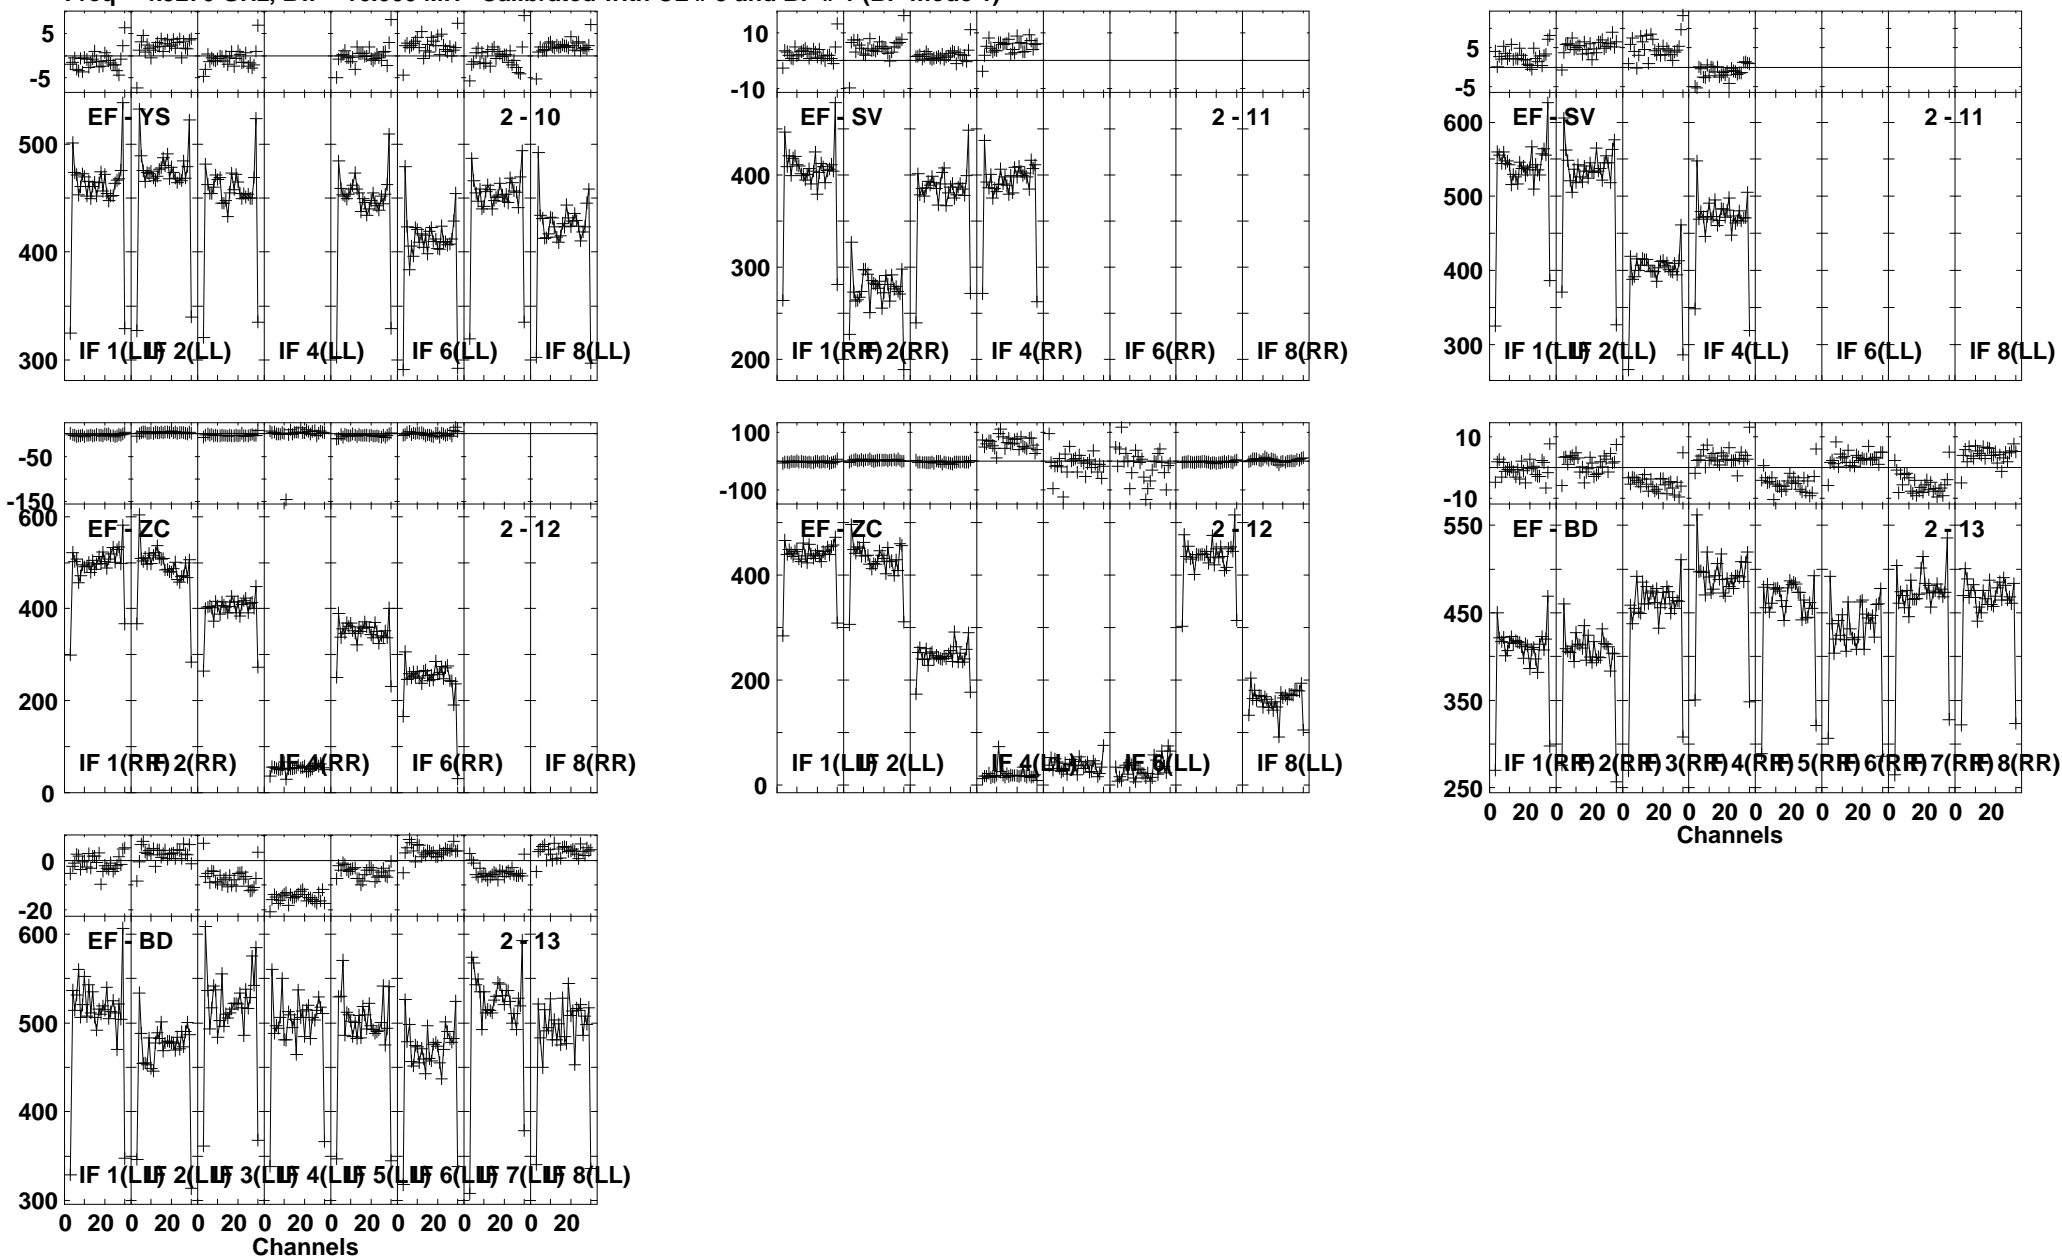 5
-5
EF - YS
2 - 10
500
400
300
IF 1(LL)
IF 2(LL)
IF 4(LL)
IF 6(LL)
IF 8(LL)
10
-10
EF - SV
2 - 11
400
300
200
IF 1(RR)
IF 2(RR)
IF 4(RR)
IF 6(RR)
IF 8(RR)
5
-5
EF - SV
2 - 11
600
500
400
300
IF 1(LL)
IF 2(LL)
IF 4(LL)
IF 6(LL)
IF 8(LL)
-50
-150
EF - ZC
2 - 12
600
400
200
0
IF 1(RR)
IF 2(RR)
IF 4(RR)
IF 6(RR)
IF 8(RR)
100
-100
EF - ZC
2 - 12
400
200
0
IF 1(LL)
IF 2(LL)
IF 4(LL)
IF 6(LL)
IF 8(LL)
10
-10
EF - BD
2 - 13
550
450
350
250
IF 1(RR)
IF 2(RR)
IF 3(RR)
IF 4(RR)
IF 5(RR)
IF 6(RR)
IF 7(RR)
IF 8(RR)
0 20 0 20 0 20 0 20 0 20 0 20 0 20 0 20
Channels
0
-20
EF - BD
2 - 13
600
500
400
300
IF 1(LL)
IF 2(LL)
IF 3(LL)
IF 4(LL)
IF 5(LL)
IF 6(LL)
IF 7(LL)
IF 8(LL)
0 20 0 20 0 20 0 20 0 20 0 20 0 20 0 20
Channels